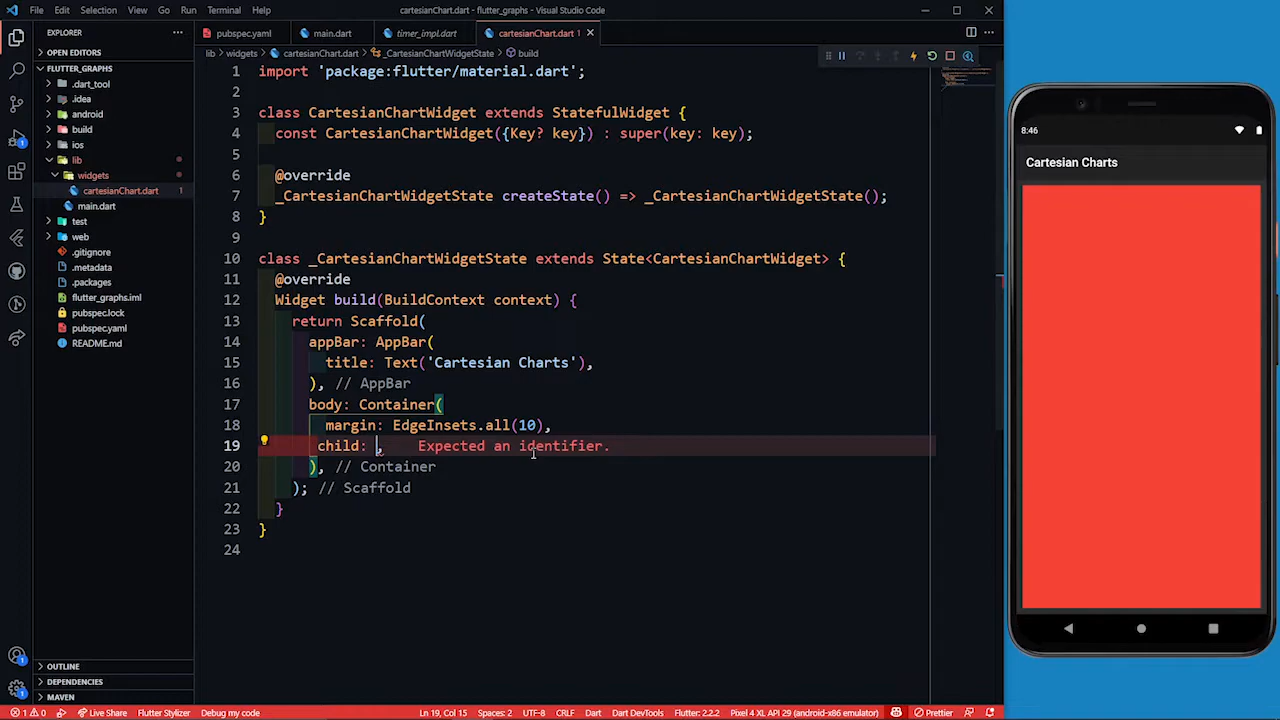 File Edit Selection View Go Run Terminal Help
cartesianChart.dart - flutter_graphs - Visual Studio Code
EXPLORER
OPEN EDITORS
FLUTTER_GRAPHS
.dart_tool
.idea
android
build
ios
lib
widgets
cartesianChart.dart 1
main.dart
test
web
.gitignore
.metadata
.packages
flutter_graphs.iml
pubspec.lock
pubspec.yaml
README.md
OUTLINE
DEPENDENCIES
MAVEN
pubspec.yaml main.dart timer_impl.dart cartesianChart.dart 1
lib > widgets > cartesianChart.dart > _CartesianChartWidgetState > build
1 import 'package:flutter/material.dart';
2
3 class CartesianChartWidget extends StatefulWidget {
4 const CartesianChartWidget({Key? key}) : super(key: key);
5
6 @override
7 _CartesianChartWidgetState createState() => _CartesianChartWidgetState();
8 }
9
10 class _CartesianChartWidgetState extends State<CartesianChartWidget> {
11 @override
12 Widget build(BuildContext context) {
13 return Scaffold(
14 appBar: AppBar(
15 title: Text('Cartesian Charts'),
16 ), // AppBar
17 body: Container(
18 margin: EdgeInsets.all(10),
19 child: , Expected an identifier.
20 ), // Container
21 ); // Scaffold
22 }
23 }
24
8:46
Cartesian Charts
1 0 Live Share Flutter Stylizer Debug my code Ln 19, Col 15 Spaces: 2 UTF-8 CRLF Dart Dart DevTools Flutter: 2.2.2 Pixel 4 XL API 29 (android-x86 emulator) Prettier